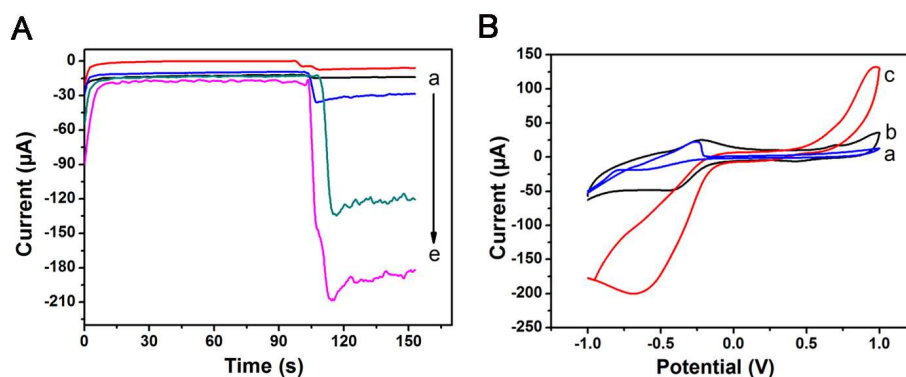 A
Current (μA)
0
-30
-60
-90
-120
-150
-180
-210
0 30 60 90 120 150
Time (s)
a
e
B
Current (μA)
150
100
50
0
-50
-100
-150
-200
-250
-1.0 -0.5 0.0 0.5 1.0
Potential (V)
c
b
a